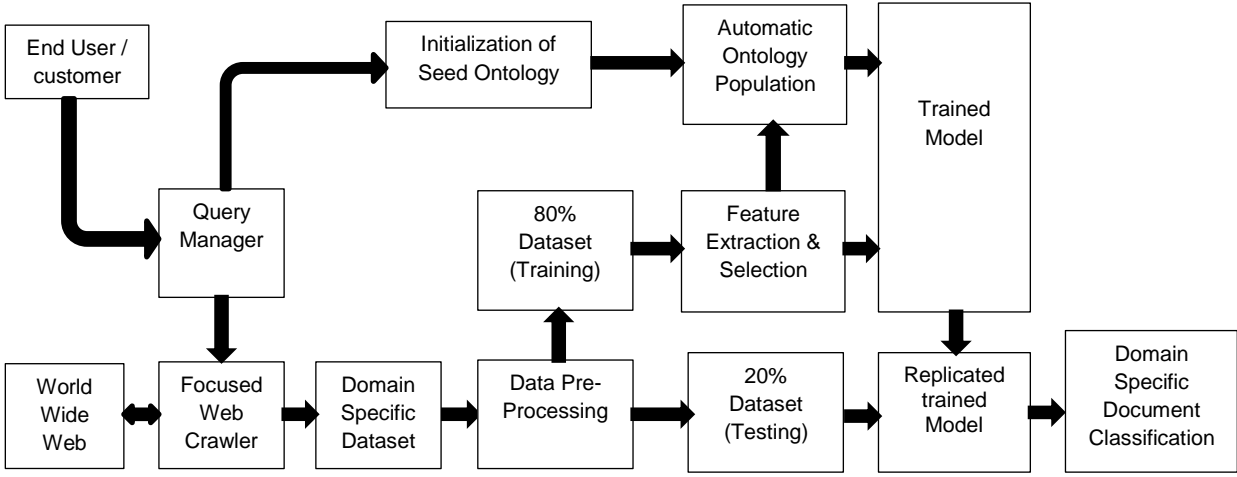 End User /
customer
Initialization of
Seed Ontology
Automatic
Ontology
Population
Trained
Model
Query
Manager
80%
Dataset
(Training)
Feature
Extraction &
Selection
World
Wide
Web
Focused
Web
Crawler
Domain
Specific
Dataset
Data Pre-
Processing
20%
Dataset
(Testing)
Replicated
trained
Model
Domain
Specific
Document
Classification